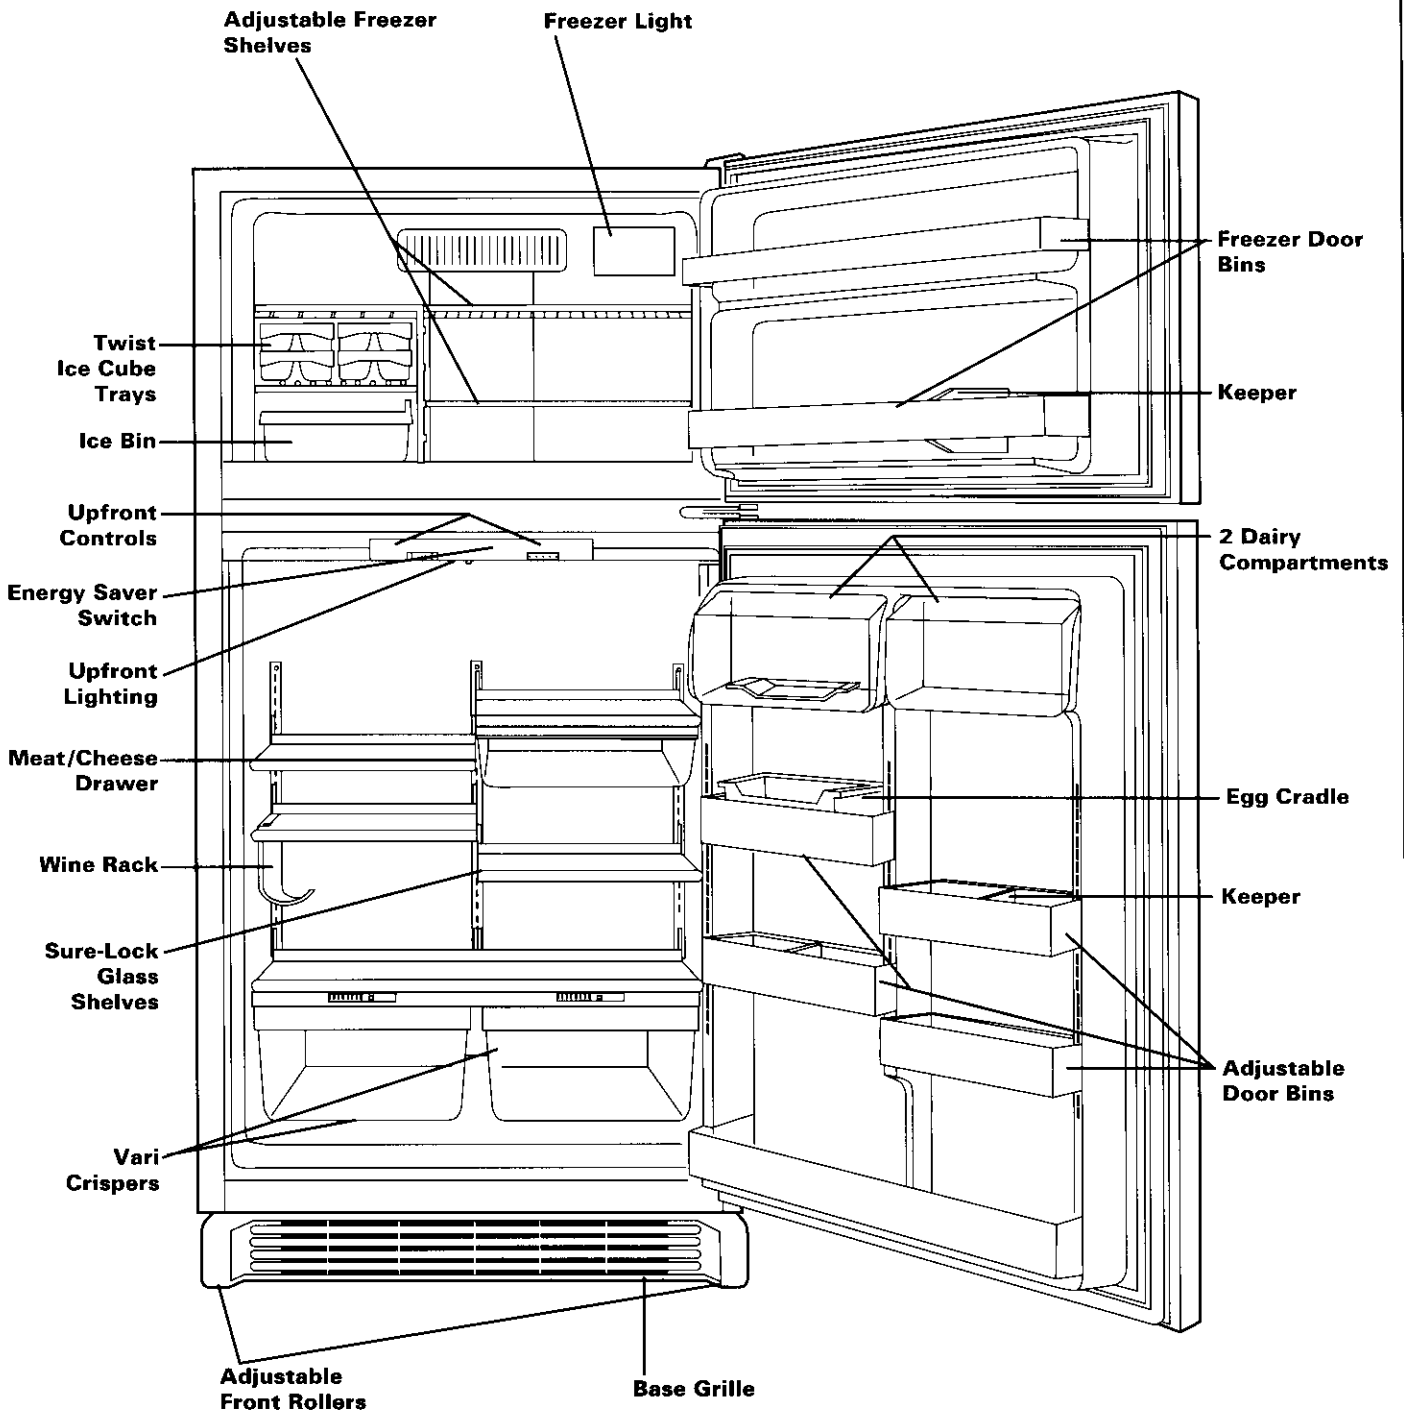 Adjustable Freezer
Shelves
Freezer Light
Freezer Door
Bins
Twist
Ice Cube
Trays
Keeper
Ice Bin
Upfront
Controls
2 Dairy
Compartments
Energy Saver
Switch
Upfront
Lighting
Meat/Cheese
Drawer
Egg Cradle
Wine Rack
Keeper
Sure-Lock
Glass
Shelves
Adjustable
Door Bins
Vari
Crispers
Adjustable
Front Rollers
Base Grille